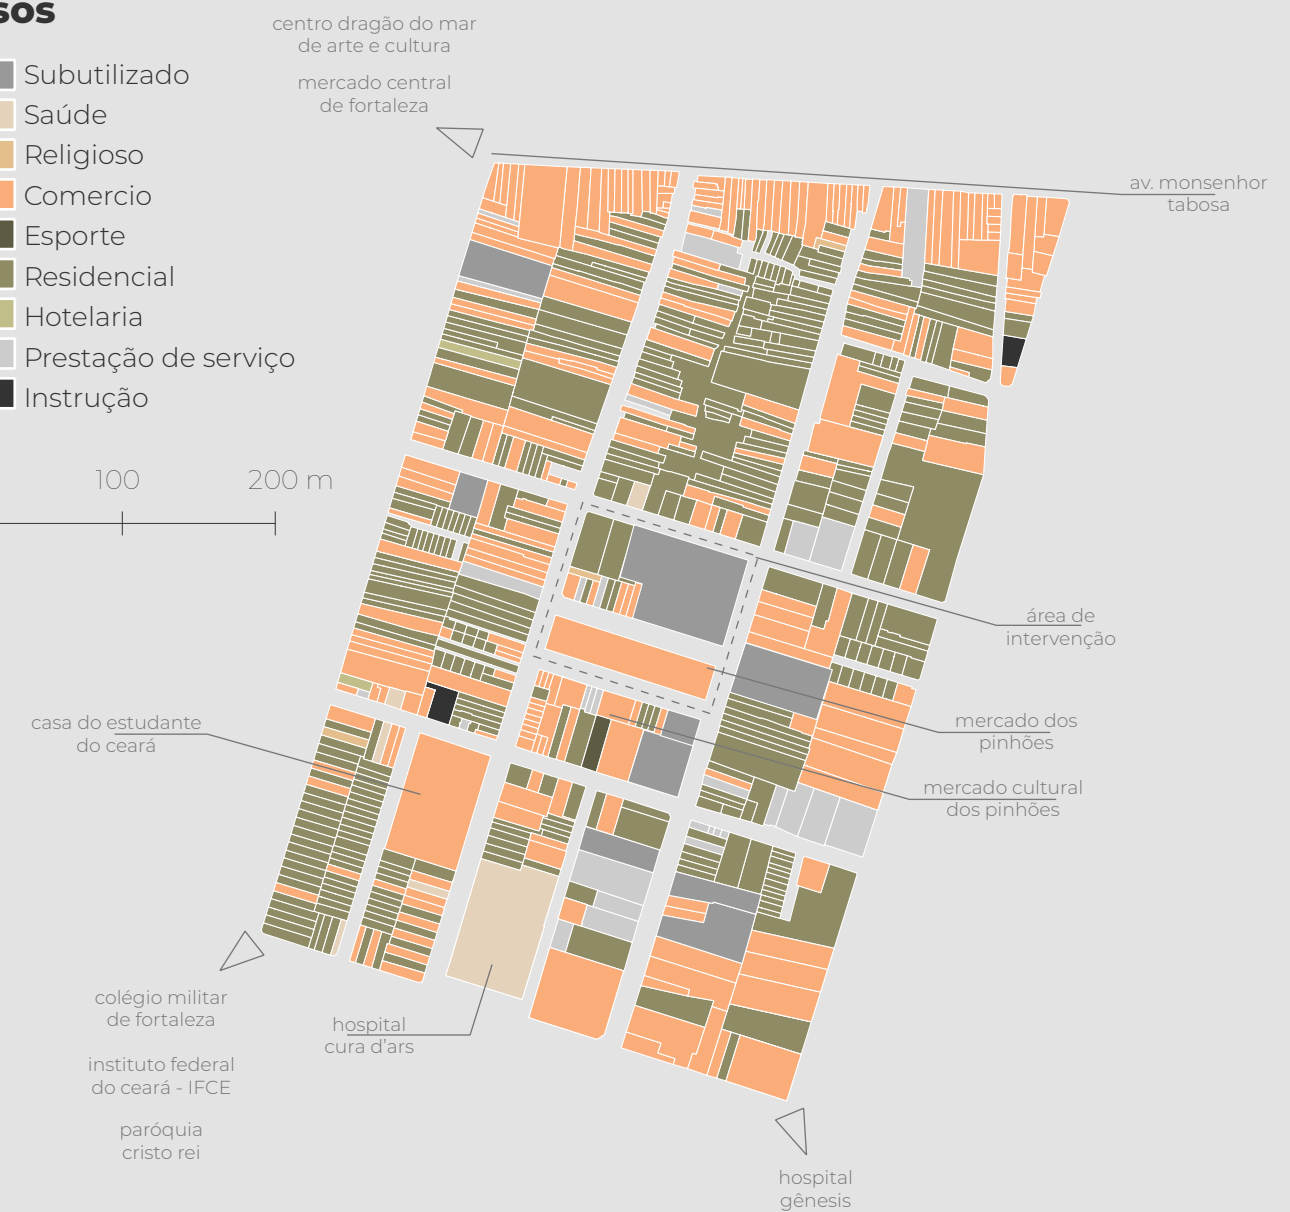 sos
centro dragão do mar
de arte e cultura
mercado central
de fortaleza
Subutilizado
Saúde
Religioso
Comercio
Esporte
Residencial
Hotelaria
Prestação de serviço
Instrução
100
200 m
av. monsenhor
tabosa
área de
intervenção
mercado dos
pinhões
mercado cultural
dos pinhões
casa do estudante
do ceará
colégio militar
de fortaleza
instituto federal
do ceará - IFCE
paróquia
cristo rei
hospital
cura d'ars
hospital
gênesis